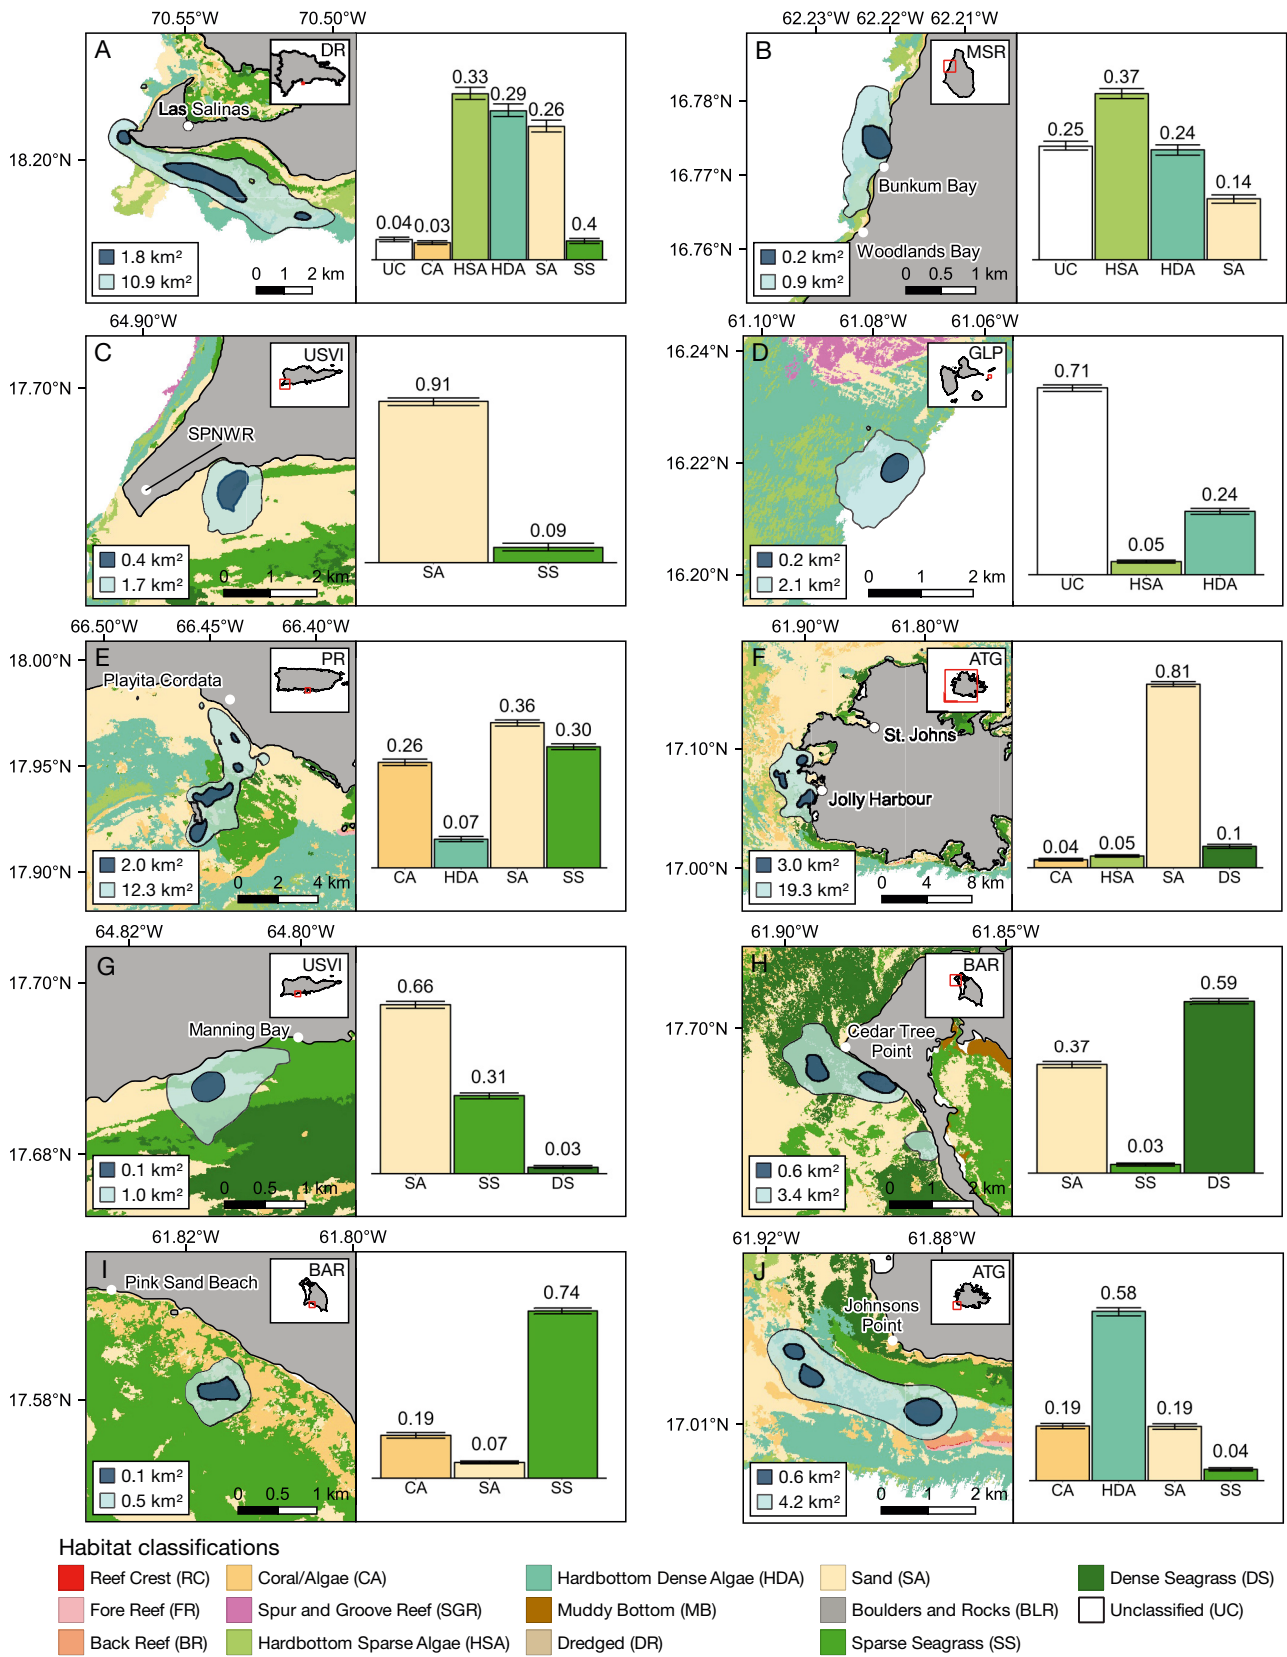 70.55°W 70.50°W
A
DR
Las Salinas
18.20°N
1.8 km²
10.9 km²
0 1 2 km
0.04 0.03 0.33 0.29 0.26 0.4
UC CA HSA HDA SA SS
62.23°W 62.22°W 62.21°W
B
MSR
16.78°N
16.77°N
16.76°N
Bunkum Bay
Woodlands Bay
0.2 km²
0.9 km²
0 0.5 1 km
0.25 0.37 0.24 0.14
UC HSA HDA SA
64.90°W
C
USVI
17.70°N
SPNWR
0.4 km²
1.7 km²
0 1 2 km
0.91 0.09
SA SS
61.10°W 61.08°W 61.06°W
D
GLP
16.24°N
16.22°N
16.20°N
0.2 km²
2.1 km²
0 1 2 km
0.71 0.05 0.24
UC HSA HDA
66.50°W 66.45°W 66.40°W
E
PR
18.00°N
17.95°N
17.90°N
Playita Cordata
2.0 km²
12.3 km²
0 2 4 km
0.26 0.07 0.36 0.30
CA HDA SA SS
61.90°W 61.80°W
F
ATG
17.10°N
17.00°N
St. Johns
Jolly Harbour
3.0 km²
19.3 km²
0 4 8 km
0.04 0.05 0.81 0.1
CA HSA SA DS
64.82°W 64.80°W
G
USVI
17.70°N
17.68°N
Manning Bay
0.1 km²
1.0 km²
0 0.5 1 km
0.66 0.31 0.03
SA SS DS
61.90°W 61.85°W
H
BAR
17.70°N
Cedar Tree
Point
0.6 km²
3.4 km²
0 1 2 km
0.37 0.03 0.59
SA SS DS
61.82°W 61.80°W
I
BAR
Pink Sand Beach
17.58°N
0.1 km²
0.5 km²
0 0.5 1 km
0.19 0.07 0.74
CA SA SS
61.92°W 61.88°W
J
ATG
Johnsons
Point
17.01°N
0.6 km²
4.2 km²
0 1 2 km
0.19 0.58 0.19 0.04
CA HDA SA SS
Habitat classifications
Reef Crest (RC) Coral/Algae (CA) Hardbottom Dense Algae (HDA) Sand (SA) Dense Seagrass (DS)
Fore Reef (FR) Spur and Groove Reef (SGR) Muddy Bottom (MB) Boulders and Rocks (BLR) Unclassified (UC)
Back Reef (BR) Hardbottom Sparse Algae (HSA) Dredged (DR) Sparse Seagrass (SS)